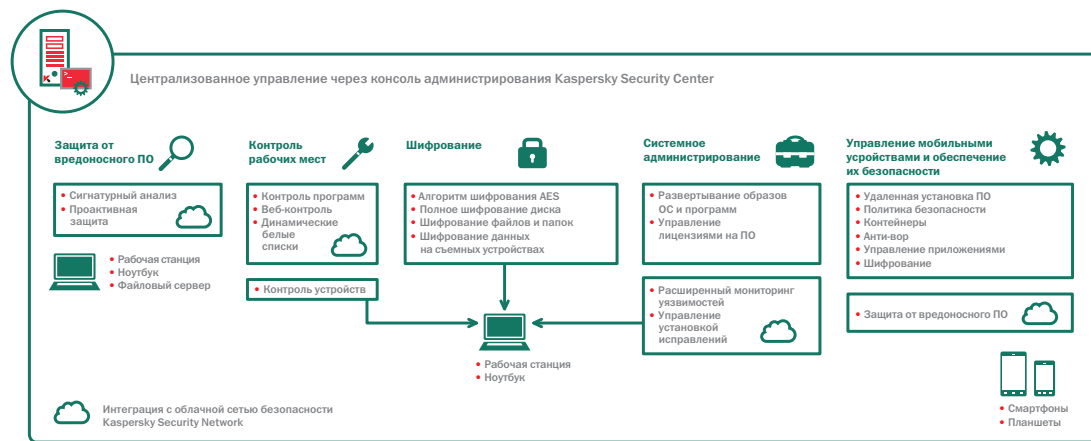 Централизованное управление через консоль администрирования Kaspersky Security Center
Защита от
вредоносного ПО
• Сигнатурный анализ
• Проактивная
защита
• Рабочая станция
• Ноутбук
• Файловый сервер
Контроль
рабочих мест
• Контроль программ
• Веб-контроль
• Динамические
белые
списки
• Контроль устройств
Шифрование
• Алгоритм шифрования AES
• Полное шифрование диска
• Шифрование файлов и папок
• Шифрование данных
на съемных устройствах
• Рабочая станция
• Ноутбук
Системное
администрирование
• Развертывание образов
ОС и программ
• Управление
лицензиями на ПО
• Расширенный мониторинг
уязвимостей
• Управление
установкой
исправлений
Управление мобильными
усройствами и обеспечение
их безопасности
• Удаленная установка ПО
• Политика безопасности
• Контейнеры
• Анти-вор
• Управление приложениями
• Шифрование
• Защита от вредоносного ПО
• Смартфоны
• Планшеты
Интеграция с облачной сетью безопасности
Kaspersky Security Network